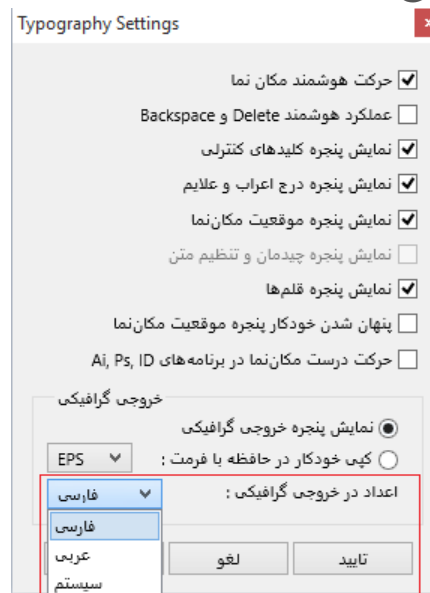 Typography Settings
حرکت هوشمند مکان نما
عملکرد هوشمند Delete و Backspace
نمایش پنجره کلیدهای کنترلی
نمایش پنجره درج اعراب و علایم
نمایش پنجره موقعیت مکان‌نما
نمایش پنجره چیدمان و تنظیم متن
نمایش پنجره قلم‌ها
پنهان شدن خودکار پنجره موقعیت مکان‌نما
حرکت درست مکان‌نما در برنامه‌های Ai, Ps, ID
خروجی گرافیکی
نمایش پنجره خروجی گرافیکی
کپی خودکار در حافظه با فرمت : EPS
اعداد در خروجی گرافیکی : فارسی
فارسی
عربی
سیستم
تایید لغو